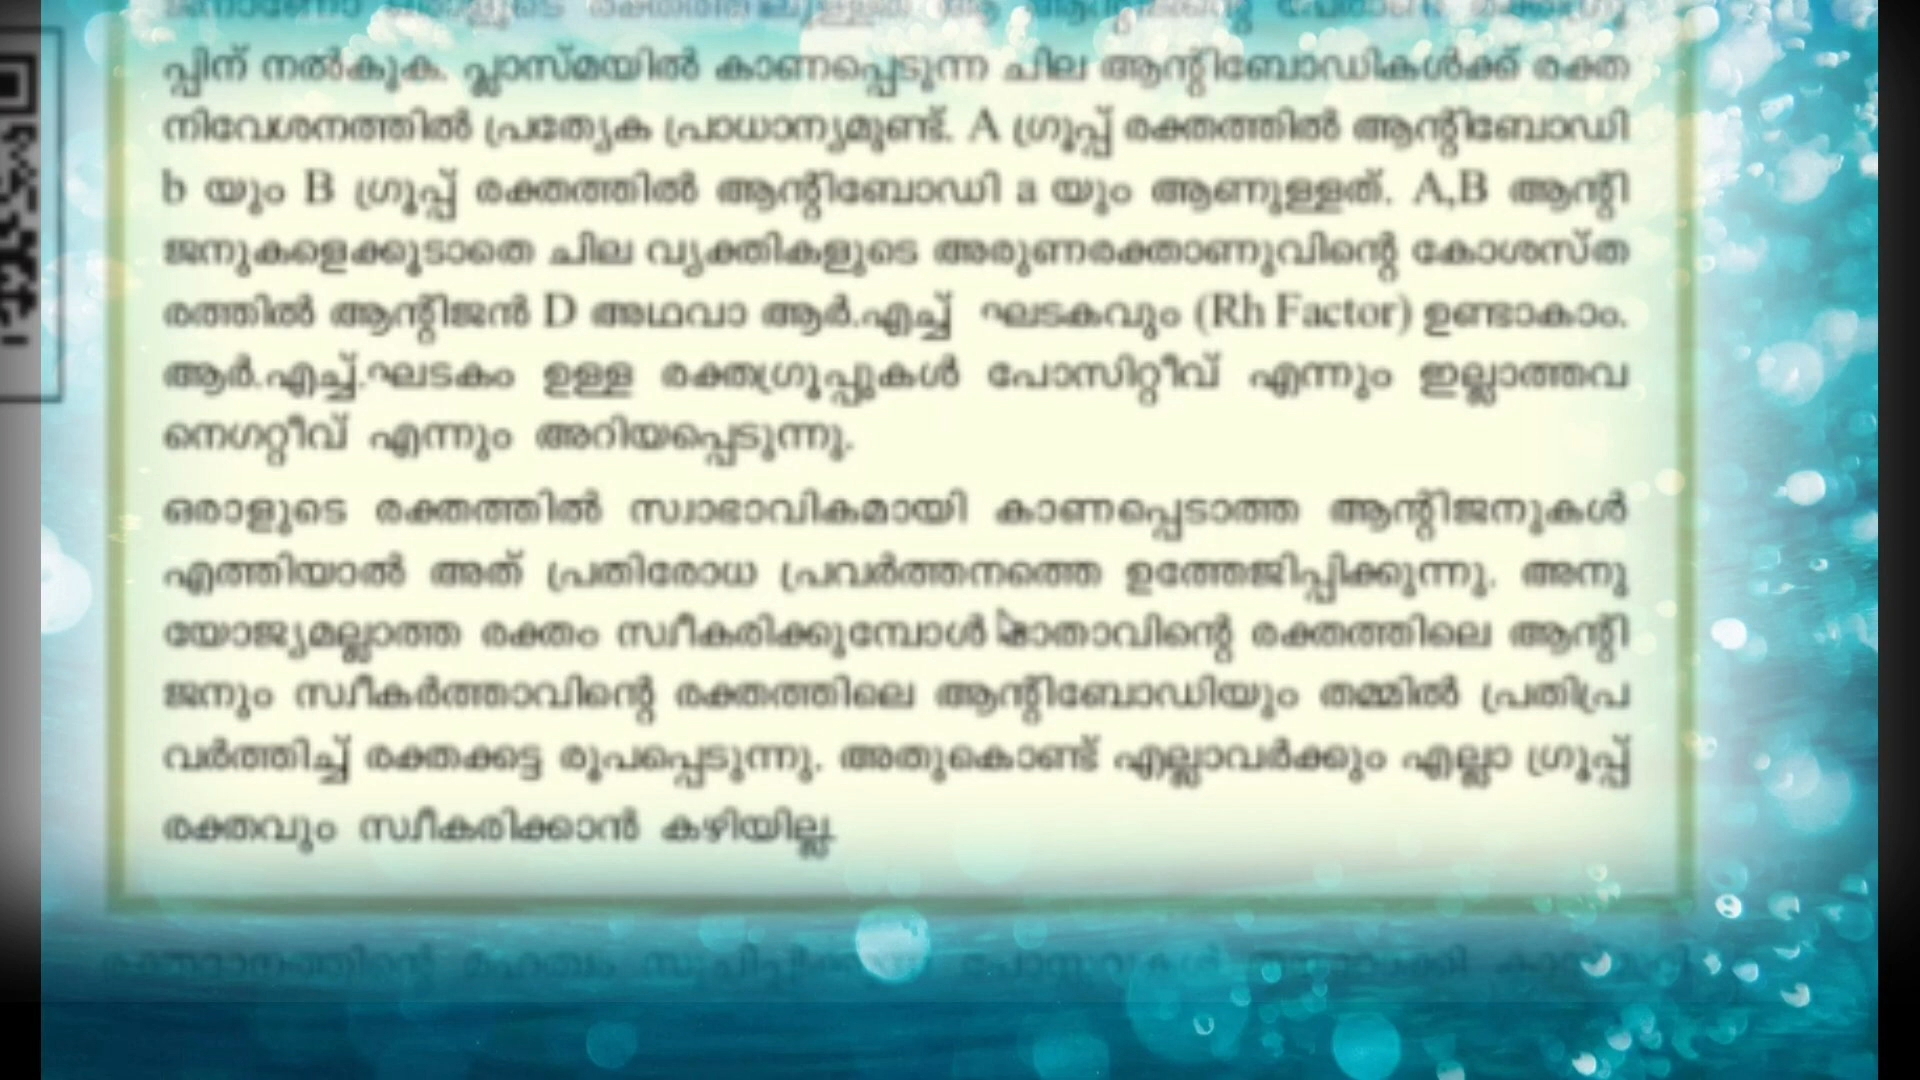 പ്പിന് നൽകുക. പ്ലാസ്മയിൽ കാണപ്പെടുന്ന ചില ആന്റിബോഡികൾക്ക് രക്ത
നിവേശനത്തിൽ പ്രത്യേക പ്രാധാന്യമുണ്ട്. A ഗ്രൂപ്പ് രക്തത്തിൽ ആന്റിബോഡി
b യും B ഗ്രൂപ്പ് രക്തത്തിൽ ആന്റിബോഡി a യും ആണുള്ളത്. A,B ആന്റി
ജനുകളെക്കൂടാതെ ചില വ്യക്തികളുടെ അരുണരക്താണുവിന്റെ കോശസ്ത
രത്തിൽ ആന്റിജൻ D അഥവാ ആർ.എച്ച് ഘടകവും (Rh Factor) ഉണ്ടാകാം.
ആർ.എച്ച്.ഘടകം ഉള്ള രക്തഗ്രൂപ്പുകൾ പോസിറ്റീവ് എന്നും ഇല്ലാത്തവ
നെഗറ്റീവ് എന്നും അറിയപ്പെടുന്നു.
ഒരാളുടെ രക്തത്തിൽ സ്വാഭാവികമായി കാണപ്പെടാത്ത ആന്റിജനുകൾ
എത്തിയാൽ അത് പ്രതിരോധ പ്രവർത്തനത്തെ ഉത്തേജിപ്പിക്കുന്നു. അനു
യോജ്യമല്ലാത്ത രക്തം സ്വീകരിക്കുമ്പോൾ ദാതാവിന്റെ രക്തത്തിലെ ആന്റി
ജനും സ്വീകർത്താവിന്റെ രക്തത്തിലെ ആന്റിബോഡിയും തമ്മിൽ പ്രതിപ്ര
വർത്തിച്ച് രക്തക്കട്ട രൂപപ്പെടുന്നു. അതുകൊണ്ട് എല്ലാവർക്കും എല്ലാ ഗ്രൂപ്പ്
രക്തവും സ്വീകരിക്കാൻ കഴിയില്ല.